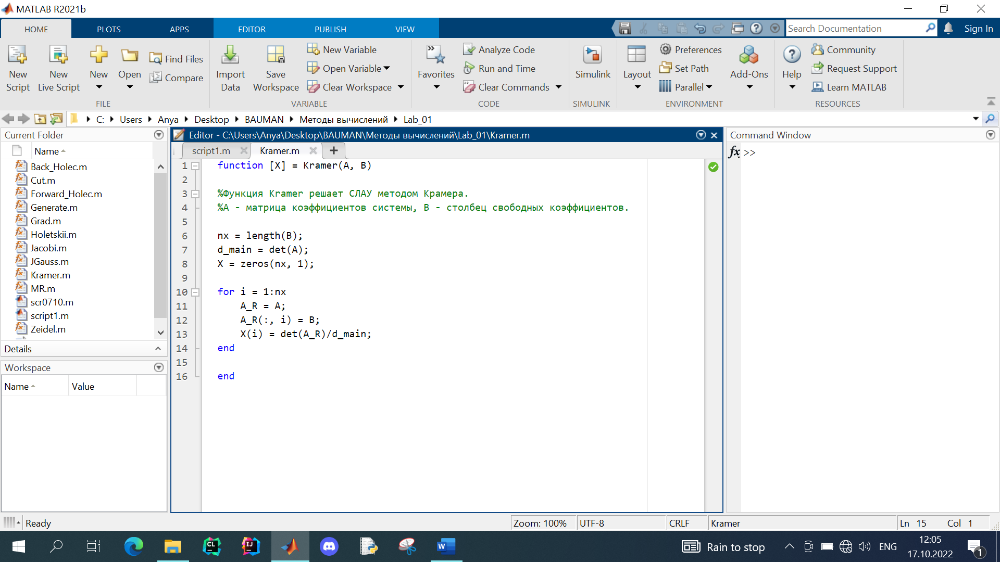 MATLAB R2021b
HOME PLOTS APPS EDITOR PUBLISH VIEW
Search Documentation
Sign In
New Script
New Live Script
New
Open
Find Files
Compare
FILE
Import Data
Save Workspace
New Variable
Open Variable
Clear Workspace
VARIABLE
Favorites
Analyze Code
Run and Time
Clear Commands
CODE
Simulink
SIMULINK
Layout
Preferences
Set Path
Parallel
Add-Ons
ENVIRONMENT
Help
Community
Request Support
Learn MATLAB
RESOURCES
C: Users Anya Desktop BAUMAN Методы вычислений Lab_01
Current Folder
Name
Back_Holec.m
Cut.m
Forward_Holec.m
Generate.m
Grad.m
Holetskii.m
Jacobi.m
JGauss.m
Kramer.m
MR.m
scr0710.m
script1.m
Zeidel.m
Details
Workspace
Name Value
Editor - C:\Users\Anya\Desktop\BAUMAN\Методы вычислений\Lab_01\Kramer.m
script1.m Kramer.m +
1 function [X] = Kramer(A, B)
2
3 %Функция Kramer решает СЛАУ методом Крамера.
4 %A - матрица коэффициентов системы, B - столбец свободных коэффициентов.
5
6 nx = length(B);
7 d_main = det(A);
8 X = zeros(nx, 1);
9
10 for i = 1:nx
11 A_R = A;
12 A_R(:, i) = B;
13 X(i) = det(A_R)/d_main;
14 end
15
16 end
Command Window
fx >>
Ready
Zoom: 100% UTF-8 CRLF Kramer Ln 15 Col 1
CL
IJ
W
Rain to stop
ENG
12:05
17.10.2022
1